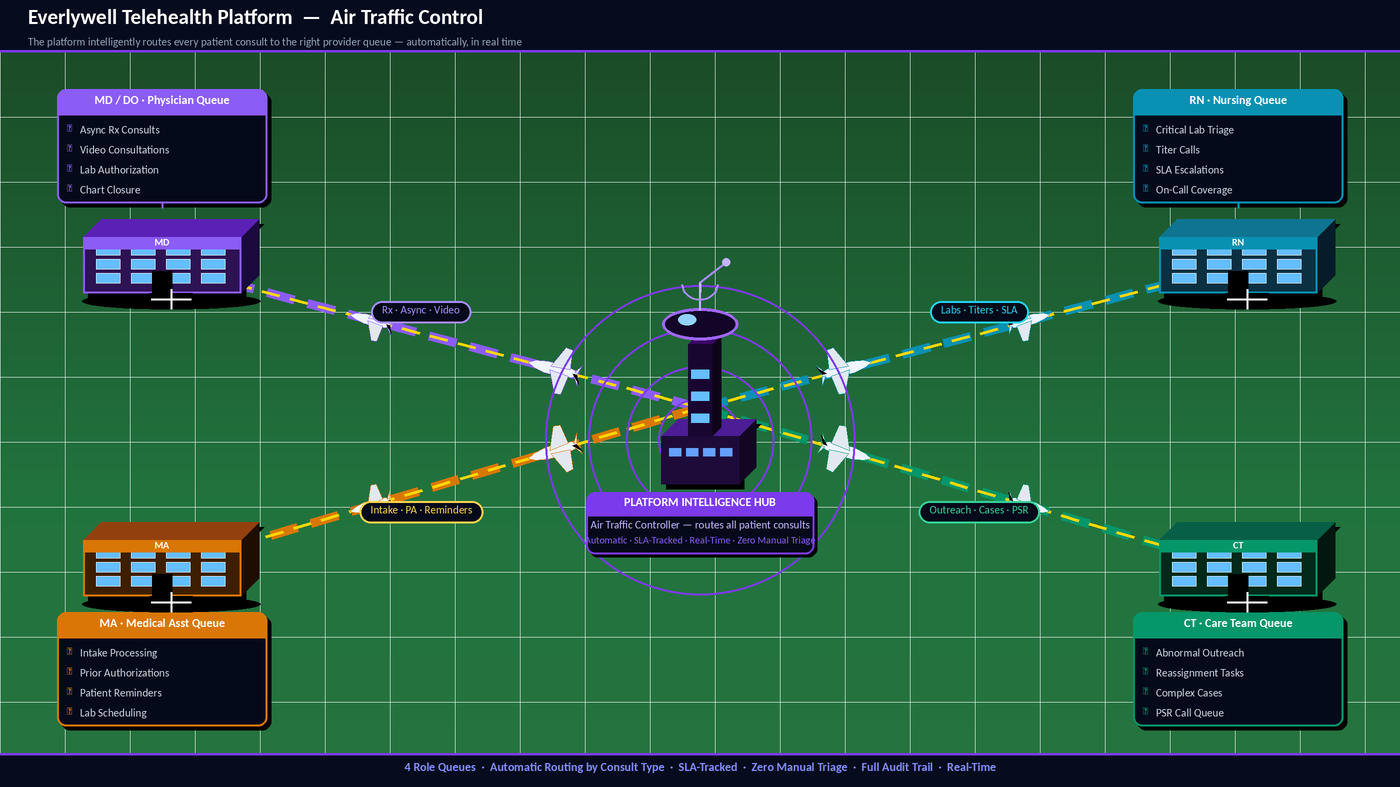 Everlywell Telehealth Platform — Air Traffic Control
The platform intelligently routes every patient consult to the right provider queue — automatically, in real time
MD / DO · Physician Queue
Async Rx Consults
Video Consultations
Lab Authorization
Chart Closure
MD
RN · Nursing Queue
Critical Lab Triage
Titer Calls
SLA Escalations
On-Call Coverage
RN
Rx · Async · Video
Labs · Titers · SLA
Intake · PA · Reminders
Outreach · Cases · PSR
PLATFORM INTELLIGENCE HUB
Air Traffic Controller — routes all patient consults
Automatic · SLA-Tracked · Real-Time · Zero Manual Triage
MA
MA · Medical Asst Queue
Intake Processing
Prior Authorizations
Patient Reminders
Lab Scheduling
CT
CT · Care Team Queue
Abnormal Outreach
Reassignment Tasks
Complex Cases
PSR Call Queue
4 Role Queues · Automatic Routing by Consult Type · SLA-Tracked · Zero Manual Triage · Full Audit Trail · Real-Time